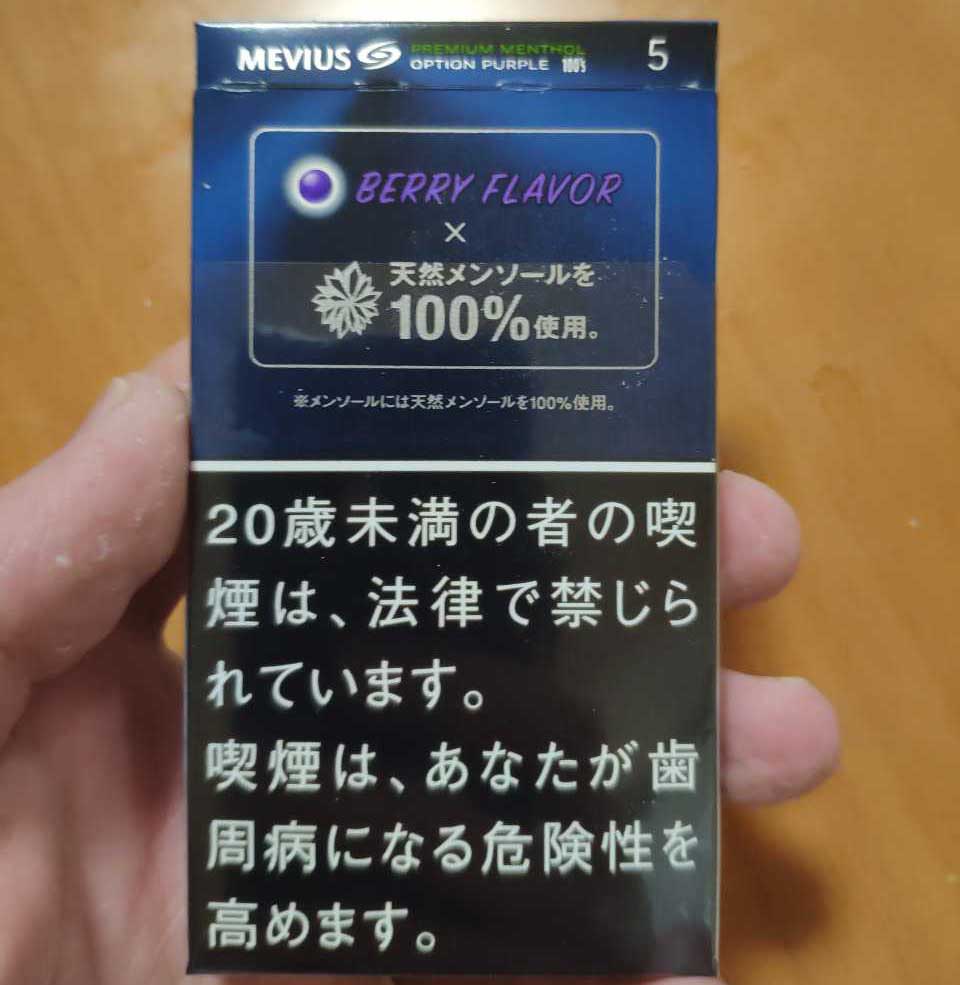 MEVIUS PREMIUM MENTHOL OPTION PURPLE 100's 5
BERRY FLAVOR
×
天然メンソールを
100%使用。
※メンソールには天然メンソールを100%使用。
20歳未満の者の喫
煙は、法律で禁じら
れています。
喫煙は、あなたが歯
周病になる危険性を
高めます。